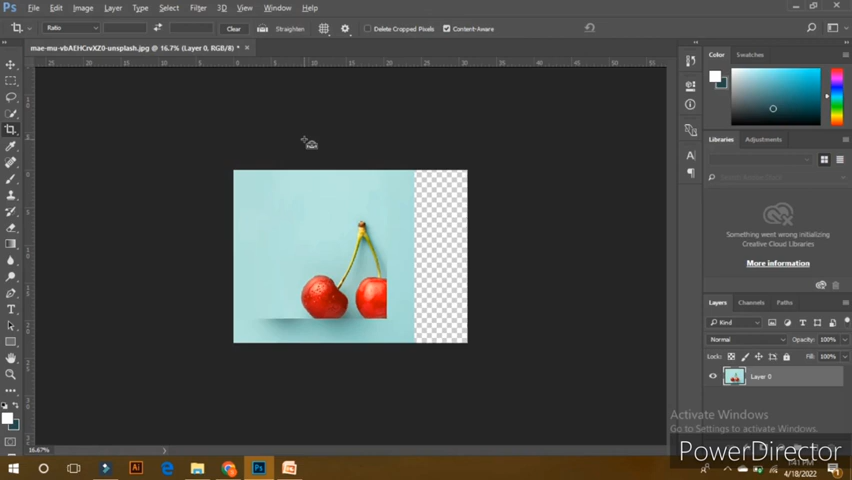 Ps File Edit Image Layer Type Select Filter 3D View Window Help
Ratio Clear Straighten Delete Cropped Pixels Content-Aware
mae-mu-vbAEHCrvXZ0-unsplash.jpg @ 16.7% (Layer 0, RGB/8) *
Color Swatches
Libraries Adjustments
Something went wrong initializing
Creative Cloud Libraries
More information
Layers Channels Paths
Kind
Normal Opacity: 100%
Lock: Fill: 100%
Layer 0
Activate Windows
Go to Settings to activate Windows.
PowerDirector
16.67%
1:41 PM
4/18/2022